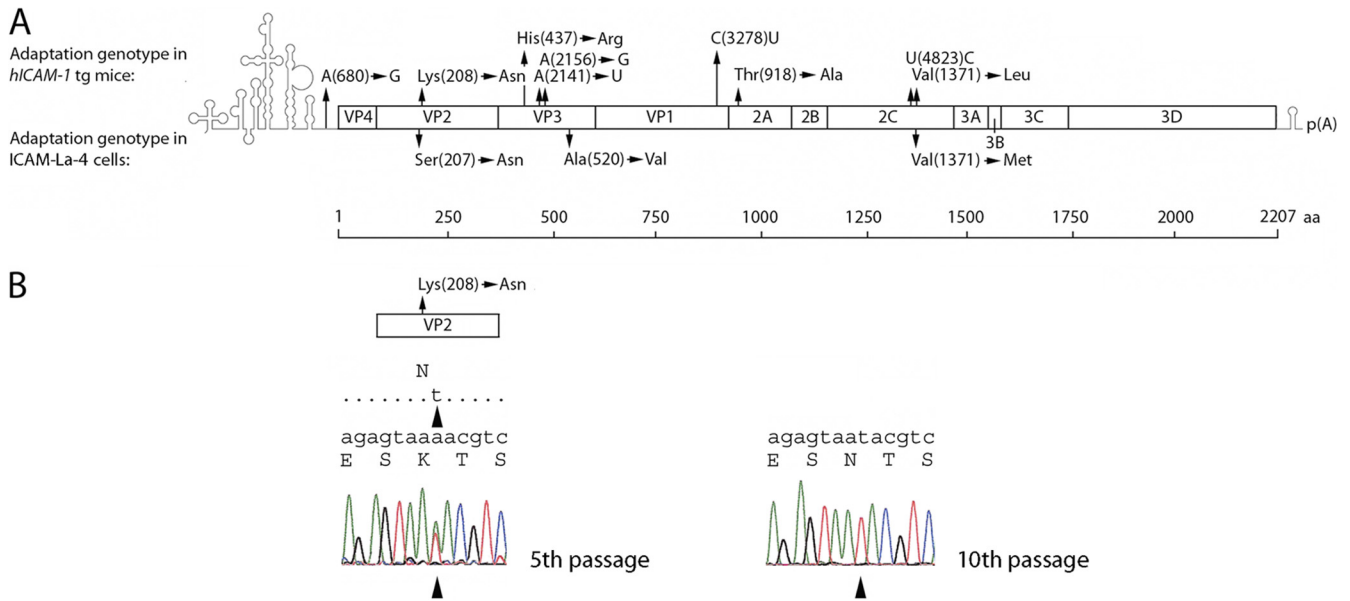 A
Adaptation genotype in
hICAM-1 tg mice:
His(437) Arg
C(3278)U
A(2156) G
U(4823)C
A(680) G
Lys(208) Asn
A(2141) U
Thr(918) Ala
Val(1371) Leu
VP4 VP2 VP3 VP1 2A 2B 2C 3A 3C 3D
p(A)
3B
Adaptation genotype in
ICAM-La-4 cells:
Ser(207) Asn
Ala(520) Val
Val(1371) Met
1 250 500 750 1000 1250 1500 1750 2000 2207 aa
B
Lys(208) Asn
VP2
N
.......t.....
agagtaaaacgtc
E S K T S
5th passage
agagtaatacgtc
E S N T S
10th passage